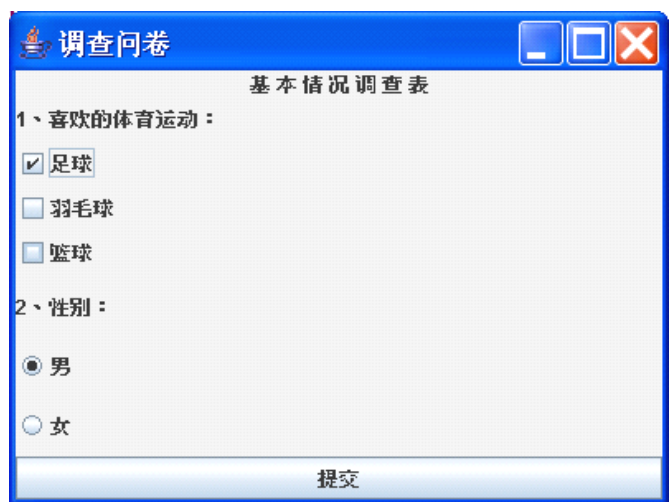 调查问卷
基本情况调查表
1、喜欢的体育运动：
足球
羽毛球
篮球
2、性别：
男
女
提交